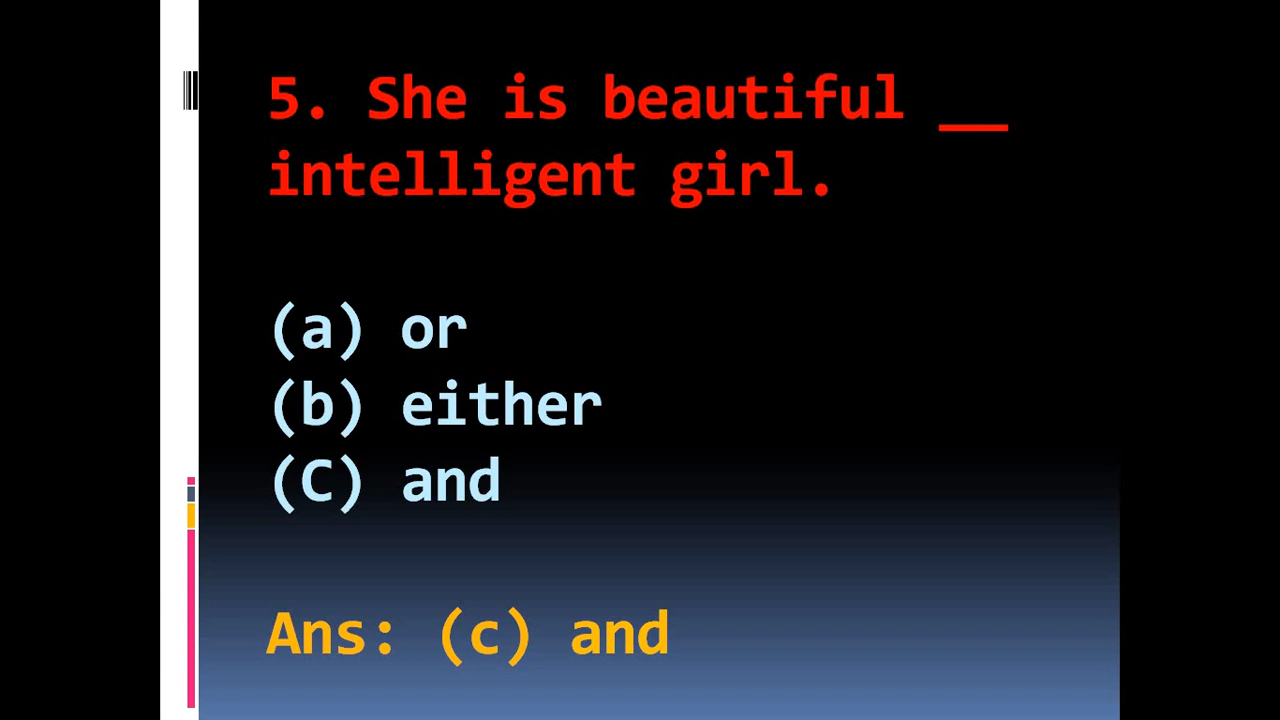 5. She is beautiful __
intelligent girl.
(a) or
(b) either
(C) and
Ans: (c) and